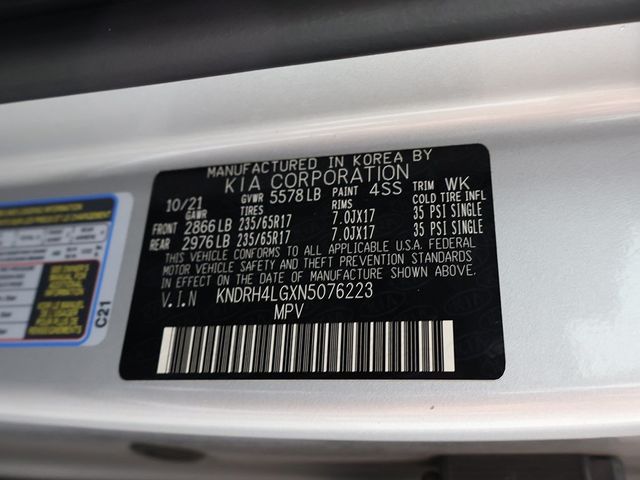 MANUFACTURED IN KOREA BY
KIA CORPORATION
10/21 GVWR 5578 LB PAINT 4SS TRIM WK
GAWR TIRES RIMS COLD TIRE INFL
FRONT 2866 LB 235/65R17 7.0JX17 35 PSI SINGLE
REAR 2976 LB 235/65R17 7.0JX17 35 PSI SINGLE
THIS VEHICLE CONFORMS TO ALL APPLICABLE U.S.A. FEDERAL
MOTOR VEHICLE SAFETY AND THEFT PREVENTION STANDARDS
IN EFFECT ON THE DATE OF MANUFACTURE SHOWN ABOVE.
V.I.N KNDRH4LGXN5076223
MPV
C21